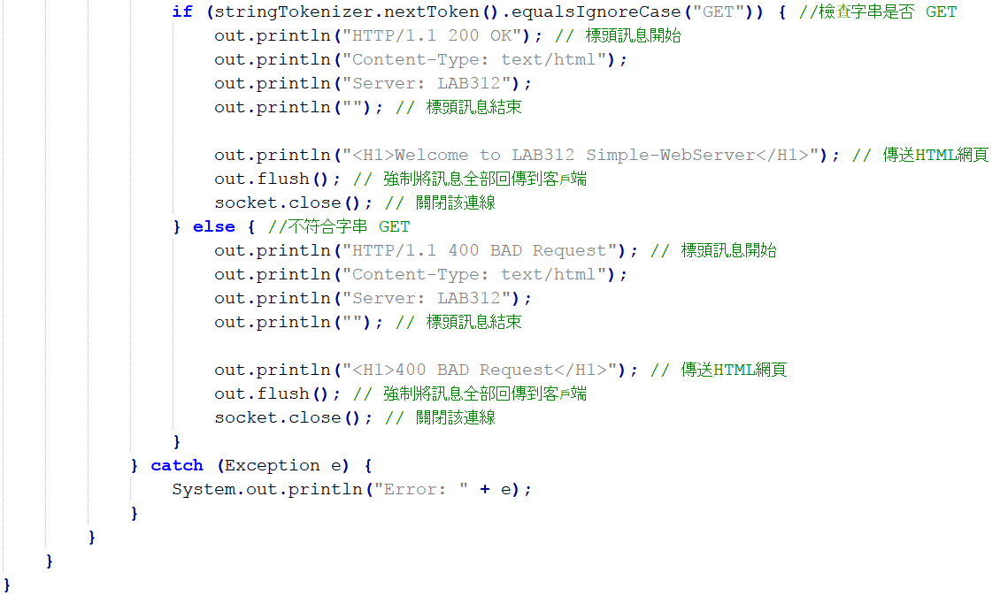 if (stringTokenizer.nextToken().equalsIgnoreCase("GET")) { //檢查字串是否 GET
out.println("HTTP/1.1 200 OK"); // 標頭訊息開始
out.println("Content-Type: text/html");
out.println("Server: LAB312");
out.println(""); // 標頭訊息結束
out.println("<H1>Welcome to LAB312 Simple-WebServer</H1>"); // 傳送HTML網頁
out.flush(); // 強制將訊息全部回傳到客戶端
socket.close(); // 關閉該連線
} else { //不符合字串 GET
out.println("HTTP/1.1 400 BAD Request"); // 標頭訊息開始
out.println("Content-Type: text/html");
out.println("Server: LAB312");
out.println(""); // 標頭訊息結束
out.println("<H1>400 BAD Request</H1>"); // 傳送HTML網頁
out.flush(); // 強制將訊息全部回傳到客戶端
socket.close(); // 關閉該連線
}
} catch (Exception e) {
System.out.println("Error: " + e);
}
}
}
}